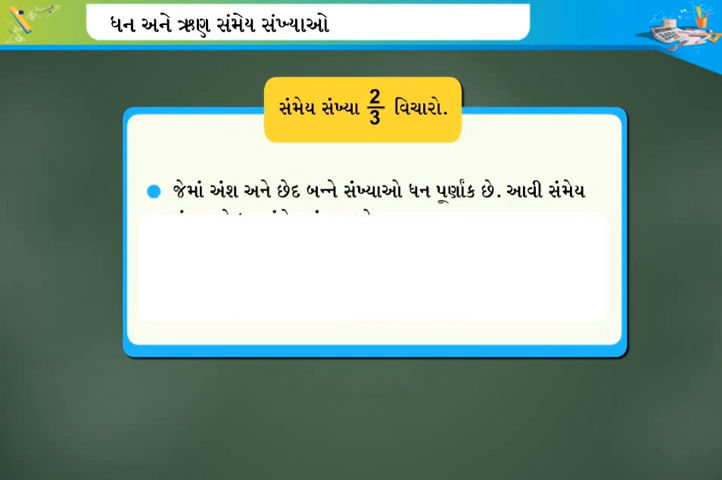 ધન અને ઋણ સંમેય સંખ્યાઓ
સંમેય સંખ્યા 2/3 વિચારો.
જેમાં અંશ અને છેદ બન્ને સંખ્યાઓ ધન પૂર્ણાંક છે. આવી સંમેય